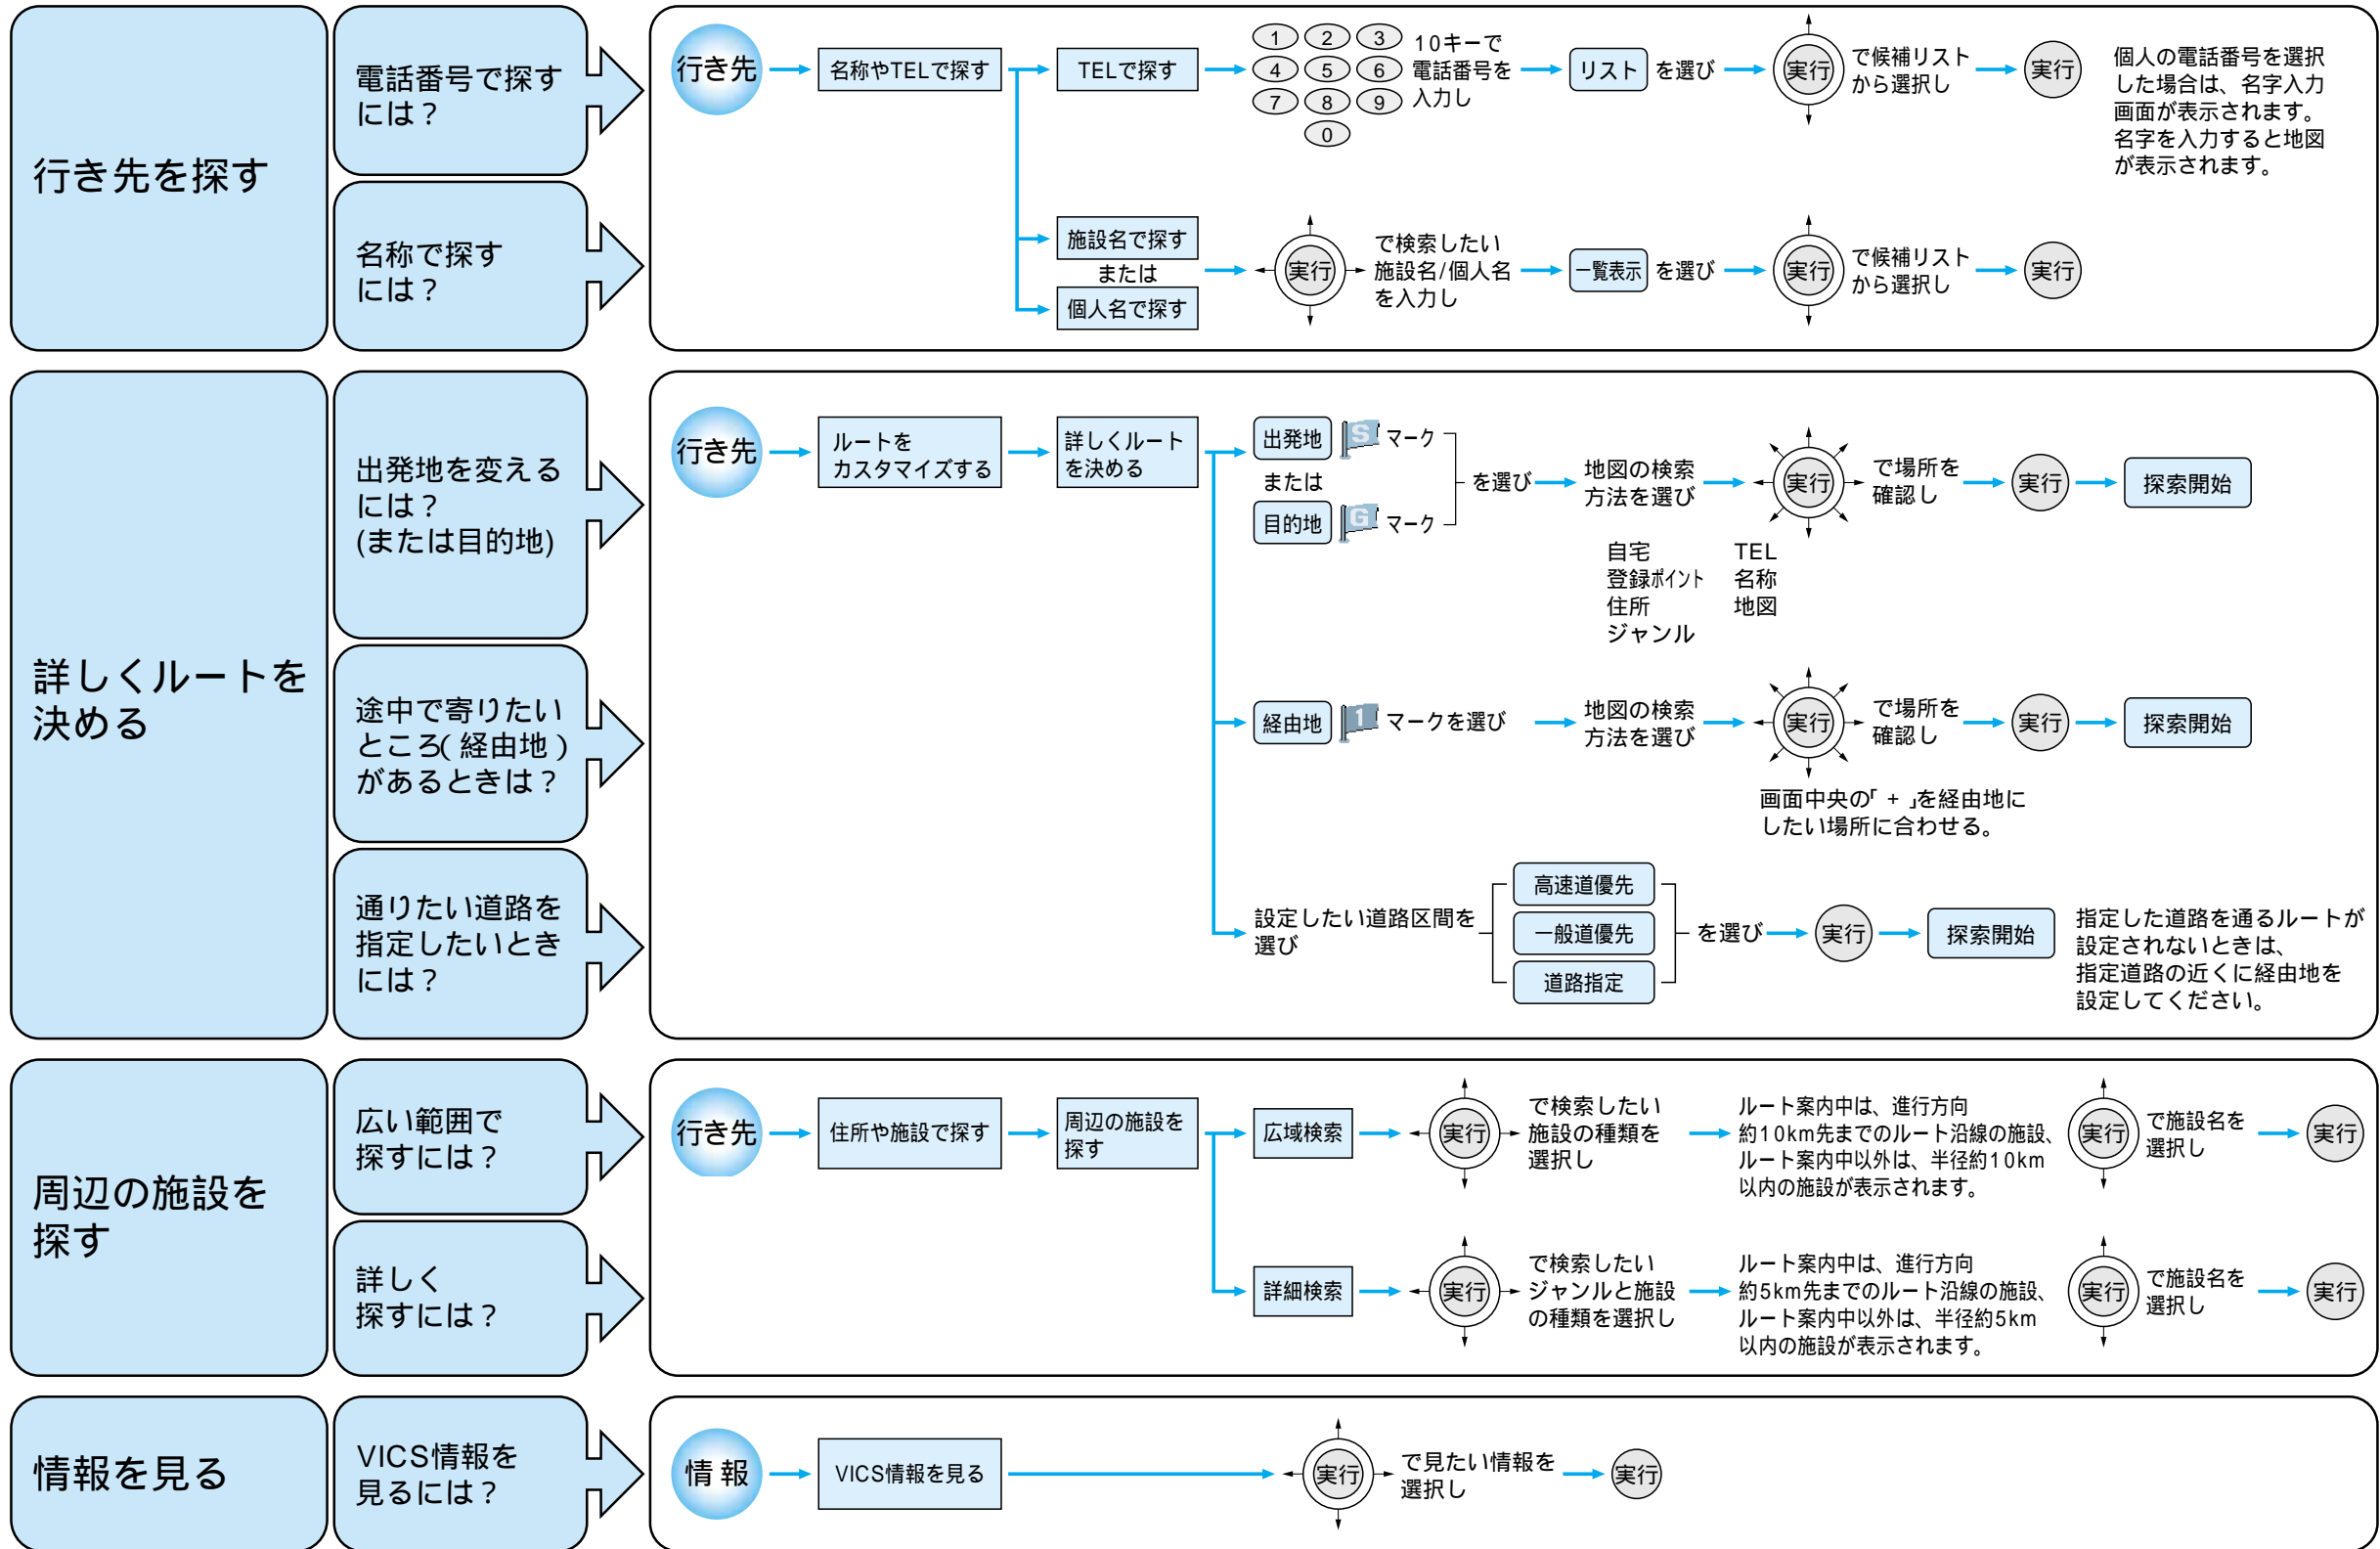 行き先を探す
電話番号で探す
には？
行き先
名称やTELで探す
TELで探す
1 2 3
4 5 6
7 8 9
0
10キーで
電話番号を
入力し
リスト を選び
実行
で候補リスト
から選択し
実行
個人の電話番号を選択
した場合は、名字入力
画面が表示されます。
名字を入力すると地図
が表示されます。
名称で探す
には？
施設名で探す
または
個人名で探す
実行
で検索したい
施設名/個人名
を入力し
一覧表示 を選び
実行
で候補リスト
から選択し
実行
詳しくルートを
決める
出発地を変える
には？
(または目的地)
行き先
ルートを
カスタマイズする
詳しくルート
を決める
出発地 S マーク
または
目的地 G マーク
を選び
地図の検索
方法を選び
自宅
登録ポイント
住所
ジャンル
TEL
名称
地図
実行
で場所を
確認し
実行
探索開始
途中で寄りたい
ところ(経由地)
があるときは？
経由地 1 マークを選び
地図の検索
方法を選び
実行
で場所を
確認し
実行
探索開始
画面中央の「+」を経由地に
したい場所に合わせる。
通りたい道路を
指定したいとき
には？
設定したい道路区間を
選び
高速道優先
一般道優先
道路指定
を選び
実行
探索開始
指定した道路を通るルートが
設定されないときは、
指定道路の近くに経由地を
設定してください。
周辺の施設を
探す
広い範囲で
探すには？
行き先
住所や施設で探す
周辺の施設を
探す
広域検索
実行
で検索したい
施設の種類を
選択し
ルート案内中は、進行方向
約10km先までのルート沿線の施設、
ルート案内中以外は、半径約10km
以内の施設が表示されます。
実行
で施設名を
選択し
実行
詳しく
探すには？
詳細検索
実行
で検索したい
ジャンルと施設
の種類を選択し
ルート案内中は、進行方向
約5km先までのルート沿線の施設、
ルート案内中以外は、半径約5km
以内の施設が表示されます。
実行
で施設名を
選択し
実行
情報を見る
VICS情報を
見るには？
情報
VICS情報を見る
実行
で見たい情報を
選択し
実行